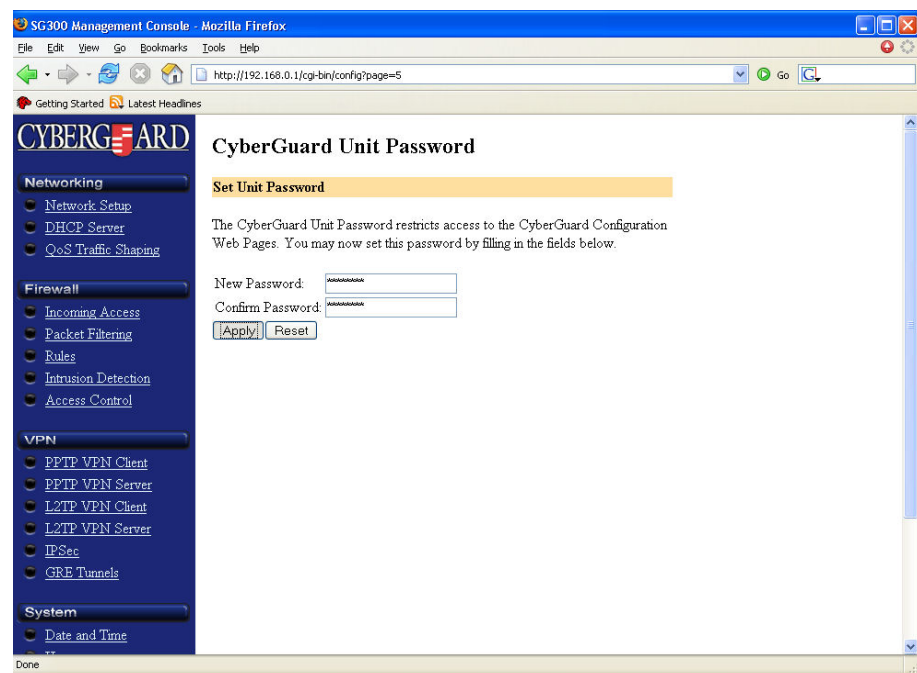 SG300 Management Console - Mozilla Firefox
File Edit View Go Bookmarks Tools Help
http://192.168.0.1/cgi-bin/config?page=5
Go
G
Getting Started Latest Headlines
CYBERGUARD
Networking
Network Setup
DHCP Server
QoS Traffic Shaping
Firewall
Incoming Access
Packet Filtering
Rules
Intrusion Detection
Access Control
VPN
PPTP VPN Client
PPTP VPN Server
L2TP VPN Client
L2TP VPN Server
IPSec
GRE Tunnels
System
Date and Time
CyberGuard Unit Password
Set Unit Password
The CyberGuard Unit Password restricts access to the CyberGuard Configuration
Web Pages. You may now set this password by filling in the fields below.
New Password:
Confirm Password:
Apply Reset
Done